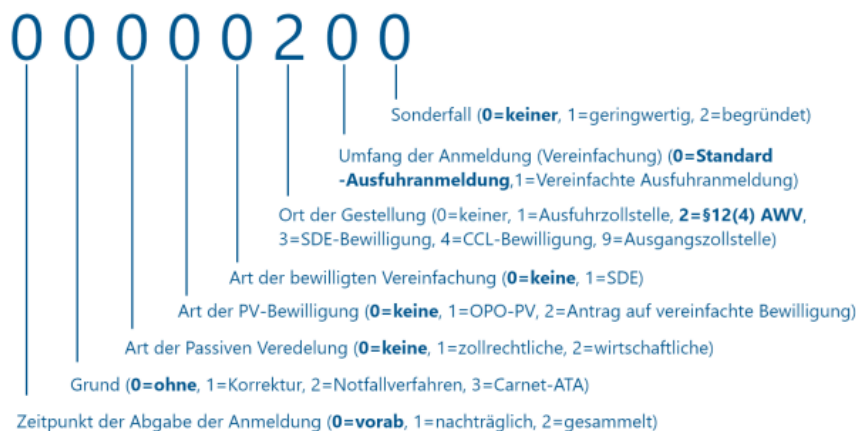 0 0 0 0 0 2 0 0
Sonderfall (0=keiner, 1=geringwertig, 2=begründet)
Umfang der Anmeldung (Vereinfachung) (0=Standard
-Ausfuhranmeldung,1=Vereinfachte Ausfuhranmeldung)
Ort der Gestellung (0=keiner, 1=Ausfuhrzollstelle, 2=§12(4) AWV,
3=SDE-Bewilligung, 4=CCL-Bewilligung, 9=Ausgangszollstelle)
Art der bewilligten Vereinfachung (0=keine, 1=SDE)
Art der PV-Bewilligung (0=keine, 1=OPO-PV, 2=Antrag auf vereinfachte Bewilligung)
Art der Passiven Veredelung (0=keine, 1=zollrechtliche, 2=wirtschaftliche)
Grund (0=ohne, 1=Korrektur, 2=Notfallverfahren, 3=Carnet-ATA)
Zeitpunkt der Abgabe der Anmeldung (0=vorab, 1=nachträglich, 2=gesammelt)